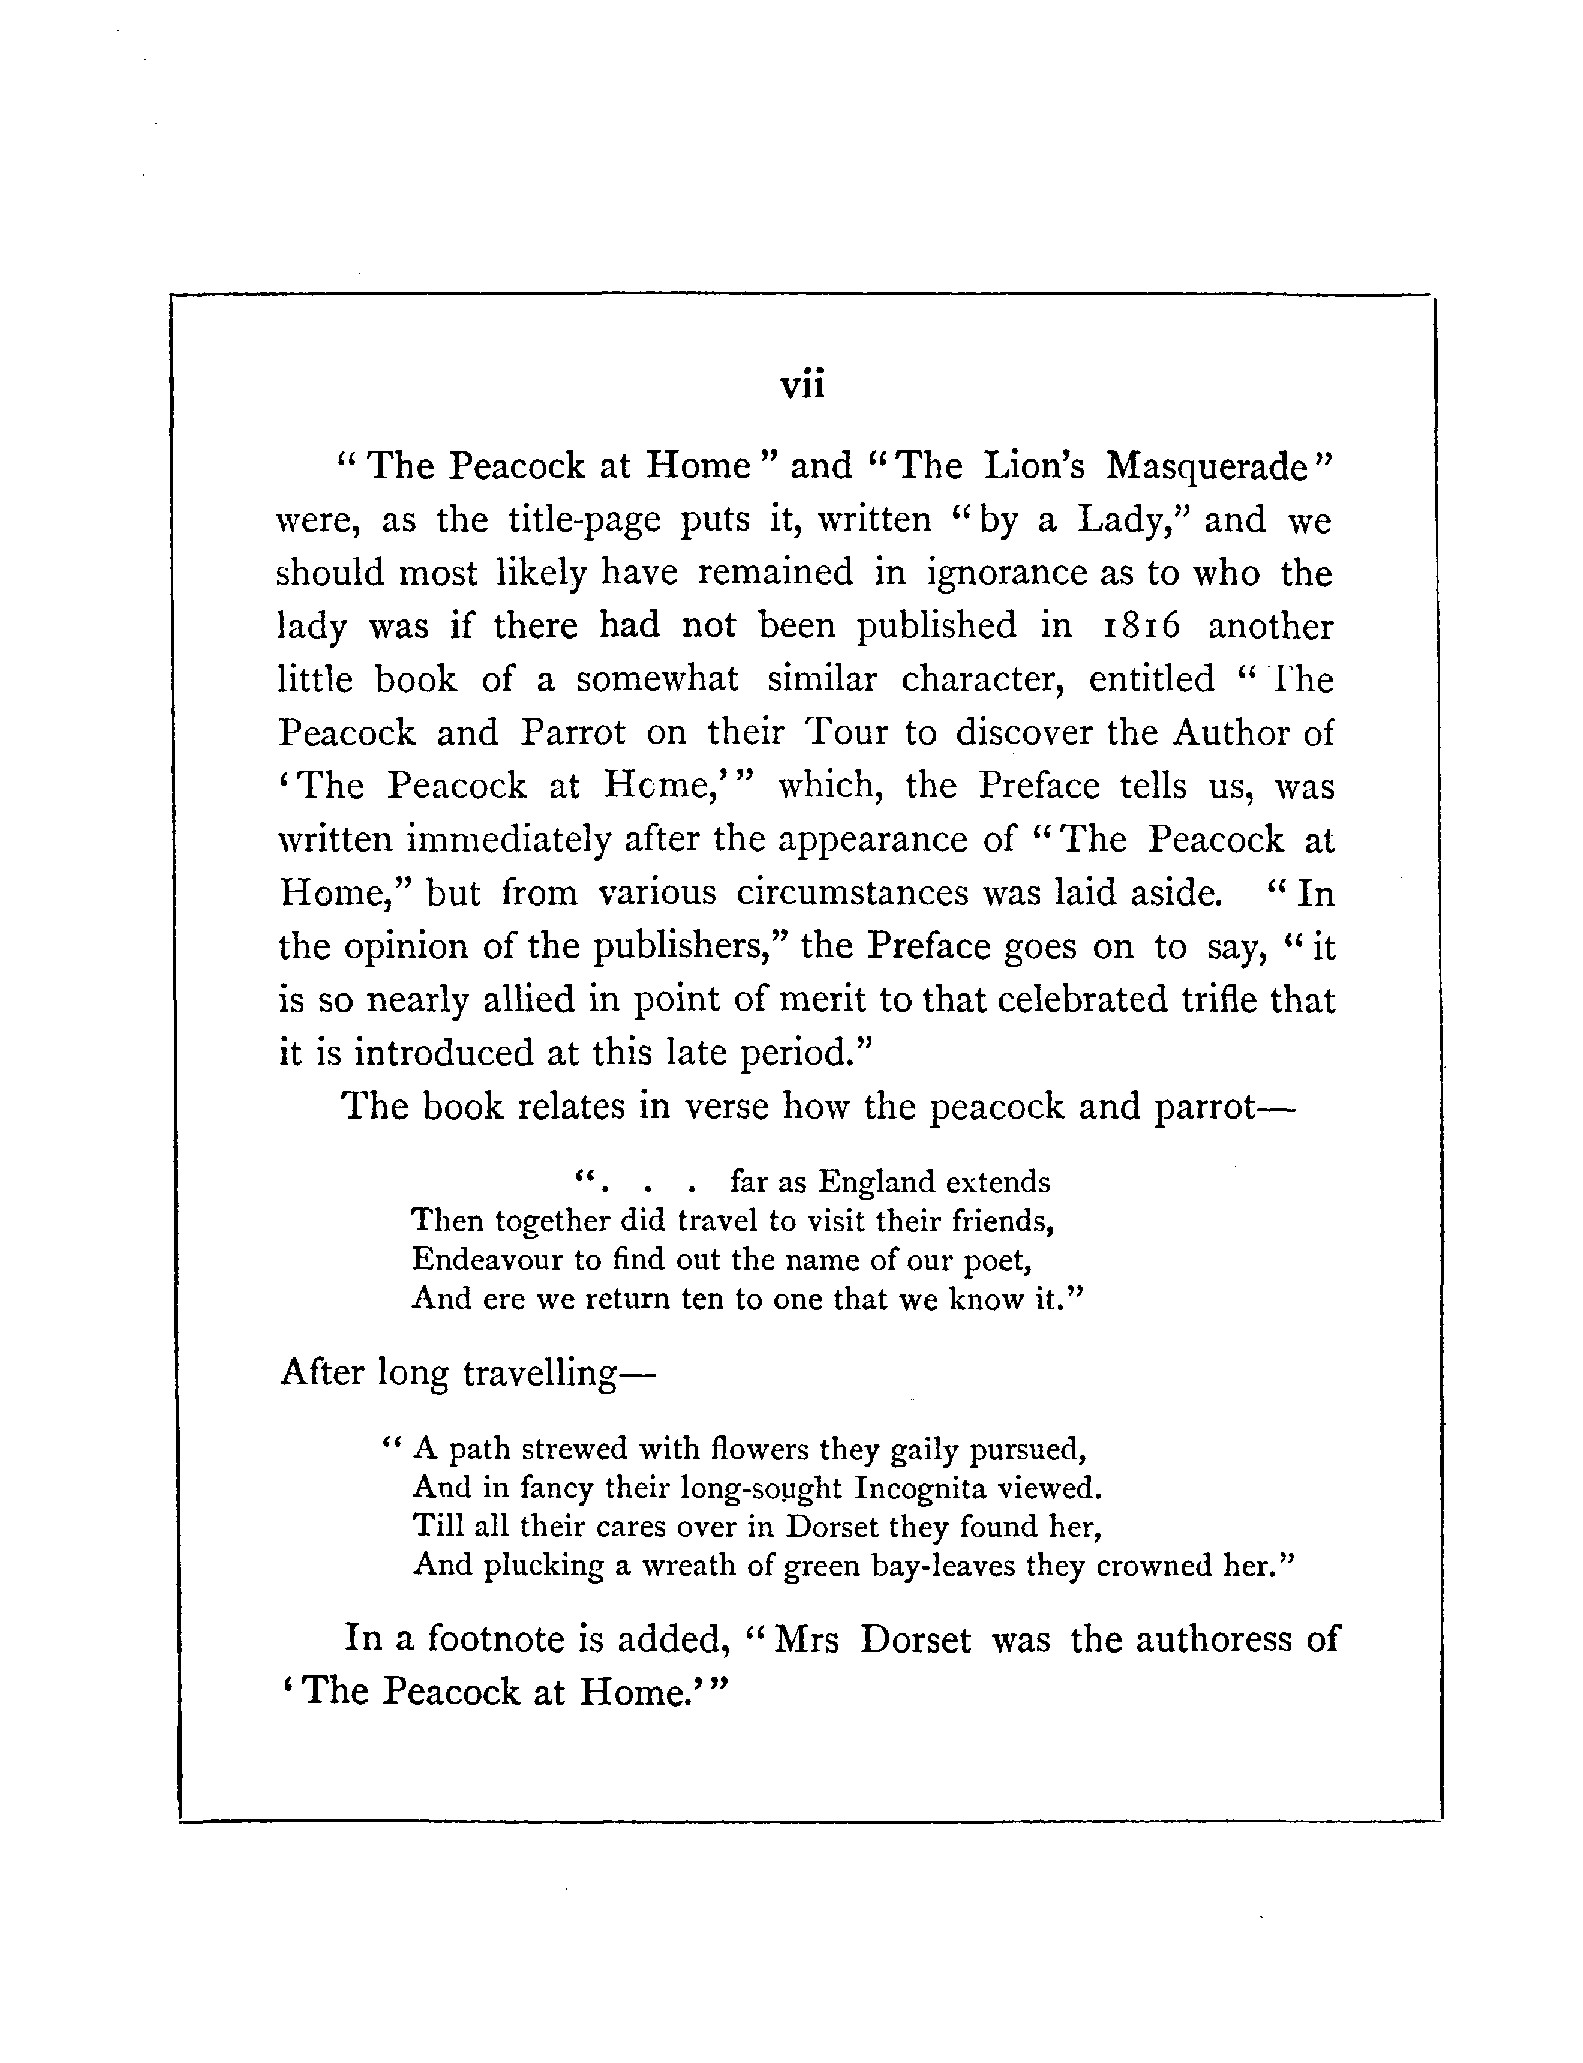 vii
“ The Peacock at Home ” and “ The Lion's Masquerade ”
were, as the title-page puts it, written “ by a Lady,” and we
should most likely have remained in ignorance as to who the
lady was if there had not been published in 1816 another
little book of a somewhat similar character, entitled “ The
Peacock and Parrot on their Tour to discover the Author of
‘ The Peacock at Home,’ ” which, the Preface tells us, was
written immediately after the appearance of “ The Peacock at
Home,” but from various circumstances was laid aside. “ In
the opinion of the publishers,” the Preface goes on to say, “ it
is so nearly allied in point of merit to that celebrated trifle that
it is introduced at this late period.”
The book relates in verse how the peacock and parrot—
“ . . . far as England extends
Then together did travel to visit their friends,
Endeavour to find out the name of our poet,
And ere we return ten to one that we know it.”
After long travelling—
“ A path strewed with flowers they gaily pursued,
And in fancy their long-sought Incognita viewed.
Till all their cares over in Dorset they found her,
And plucking a wreath of green bay-leaves they crowned her.”
In a footnote is added, “ Mrs Dorset was the authoress of
‘ The Peacock at Home.’ ”